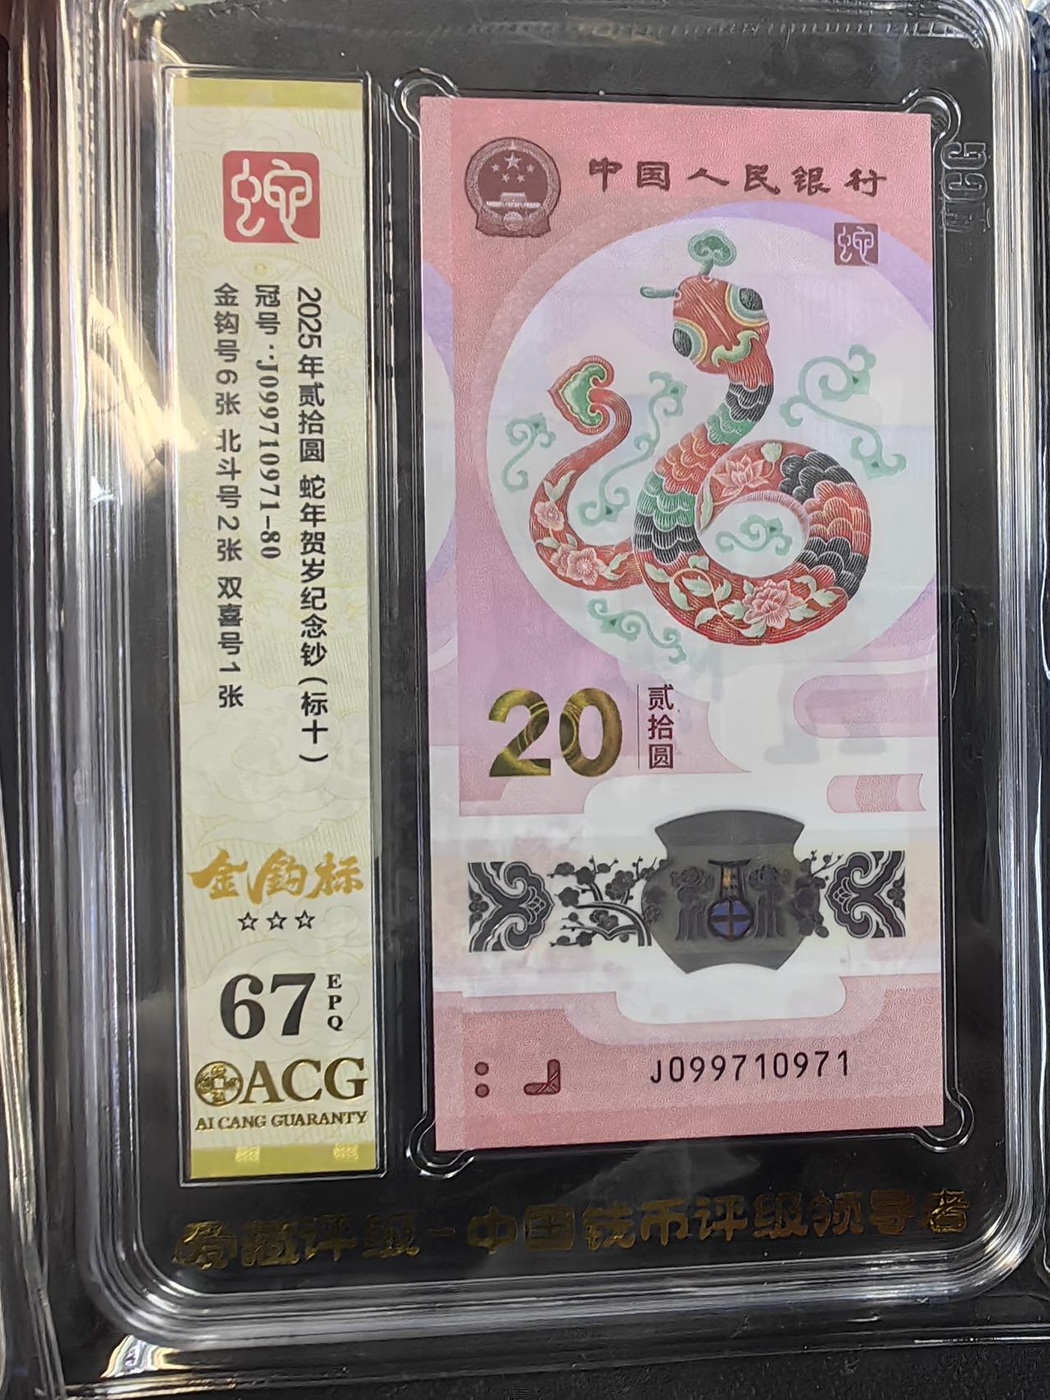 蛇
2025年贰拾圆 蛇年贺岁纪念钞（标十）
冠号：J099710971-80
金钩号6张 北斗号2张 双喜号1张
金钩标
67
EPQ
ACG
AI CANG GUARANTY
中国人民银行
蛇
20
贰拾圆
J099710971
爱藏评级-中国钱币评级领导者